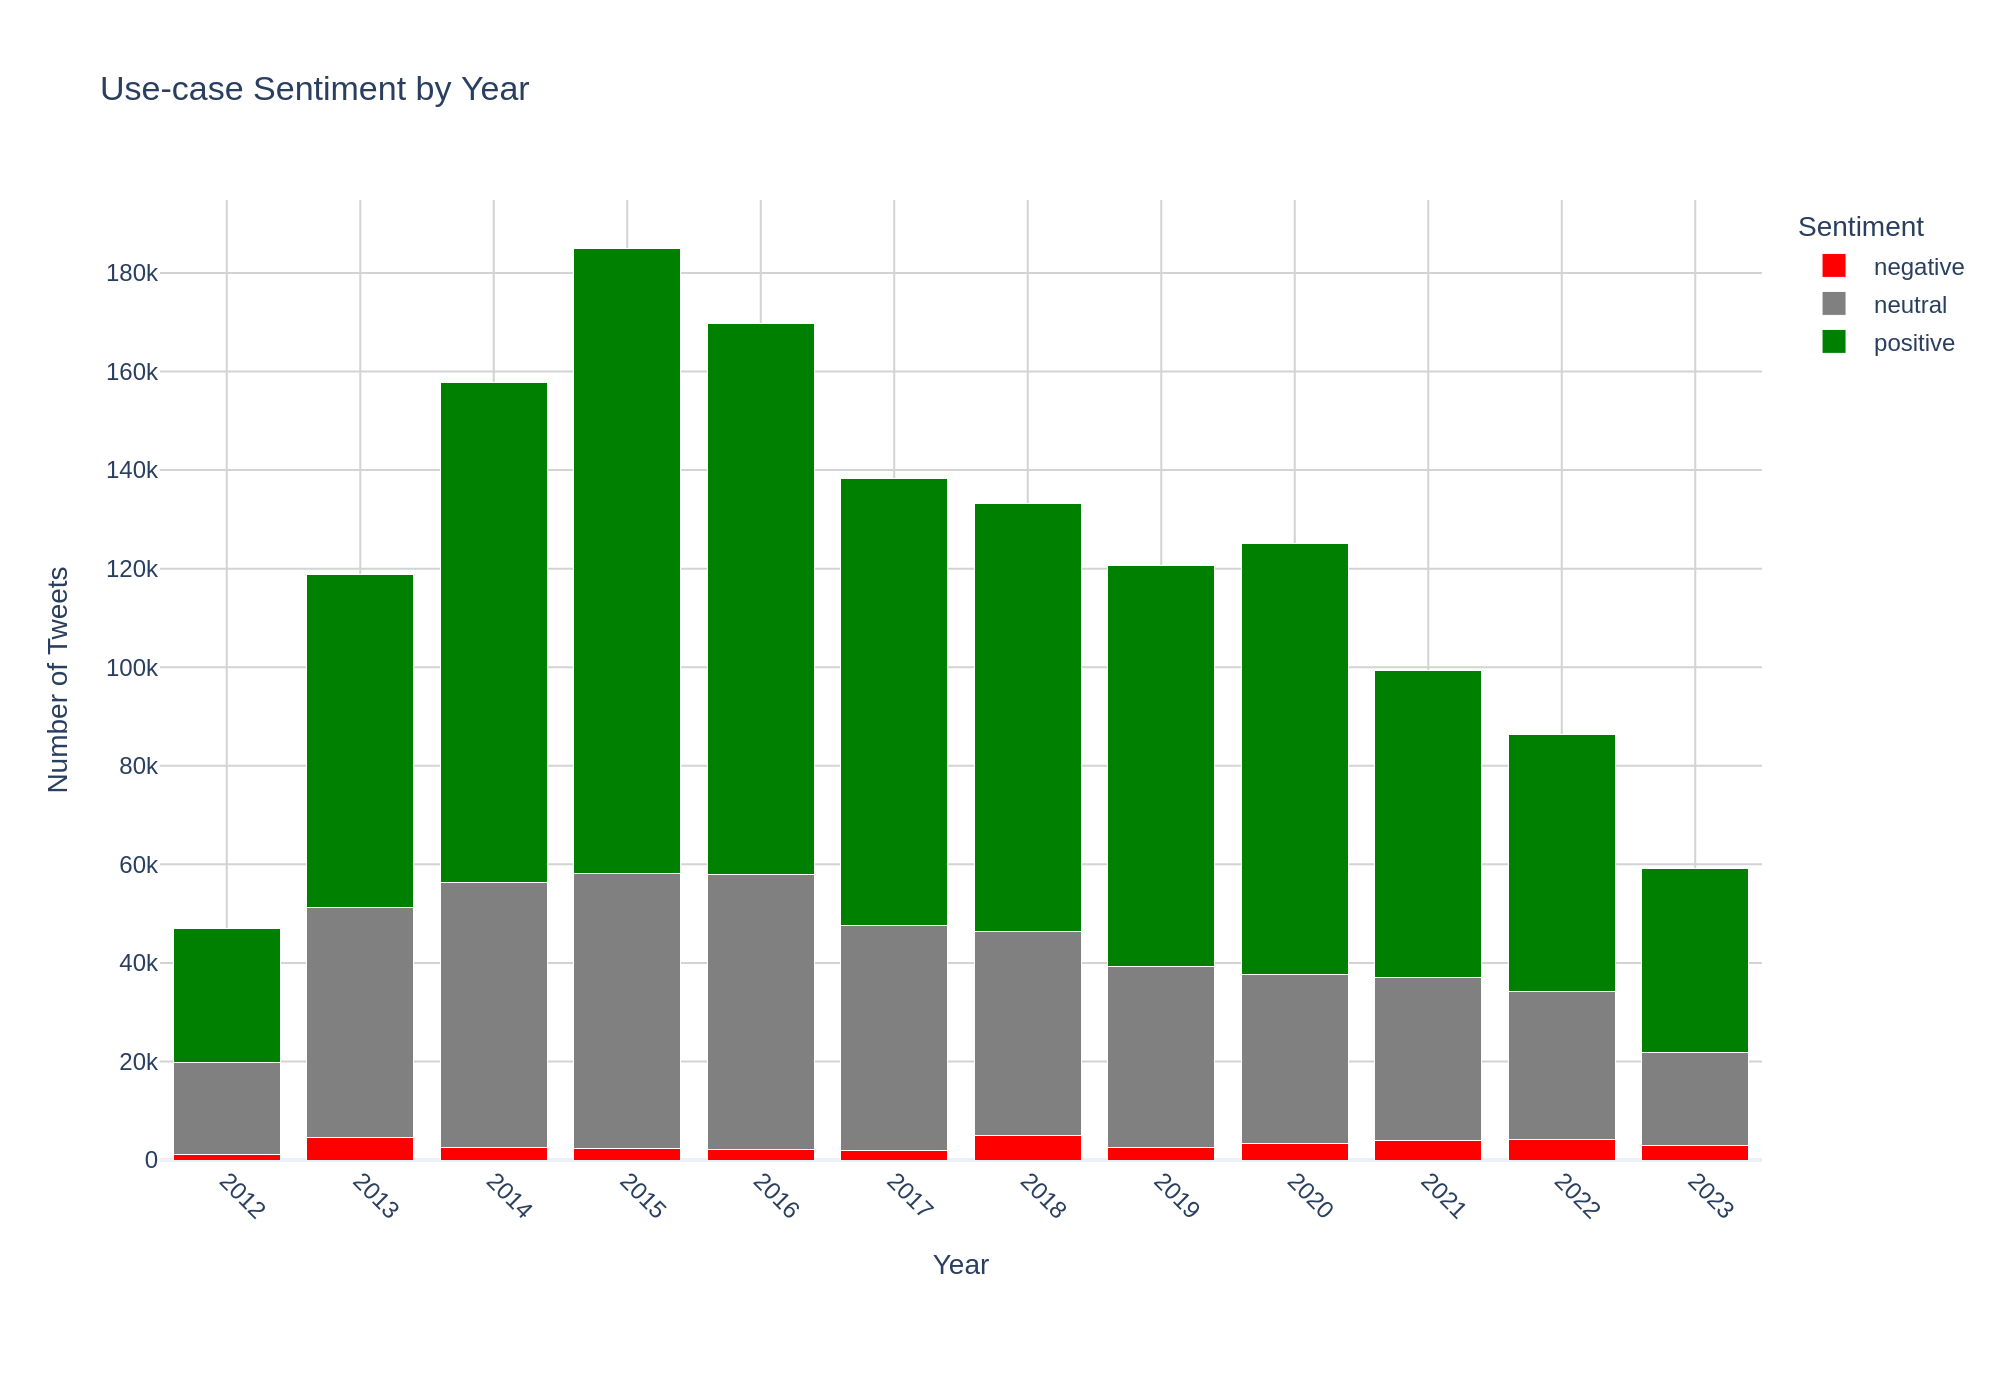 Use-case Sentiment by Year
Sentiment
negative
neutral
positive
Number of Tweets
180k
160k
140k
120k
100k
80k
60k
40k
20k
0
2012
2013
2014
2015
2016
2017
2018
2019
2020
2021
2022
2023
Year